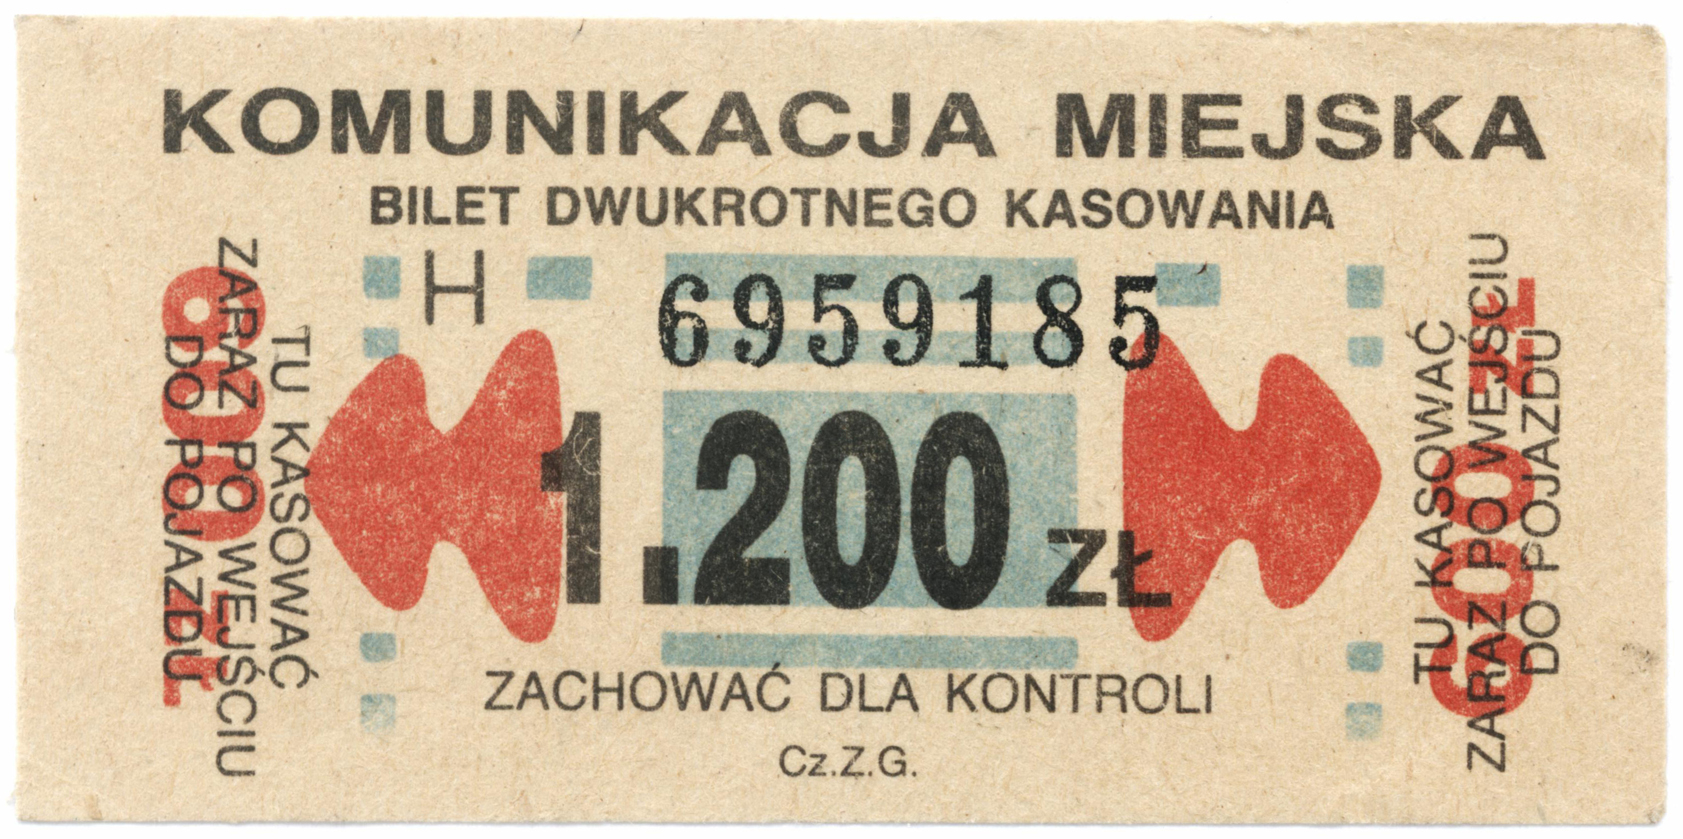 KOMUNIKACJA MIEJSKA
BILET DWUKROTNEGO KASOWANIA
H 6959185
1.200 ZŁ
ZACHOWAĆ DLA KONTROLI
Cz.Z.G.
TU KASOWAĆ
ZARAZ PO WEJŚCIU
DO POJAZDU
600 zł
TU KASOWAĆ
ZARAZ PO WEJŚCIU
DO POJAZDU
600 zł